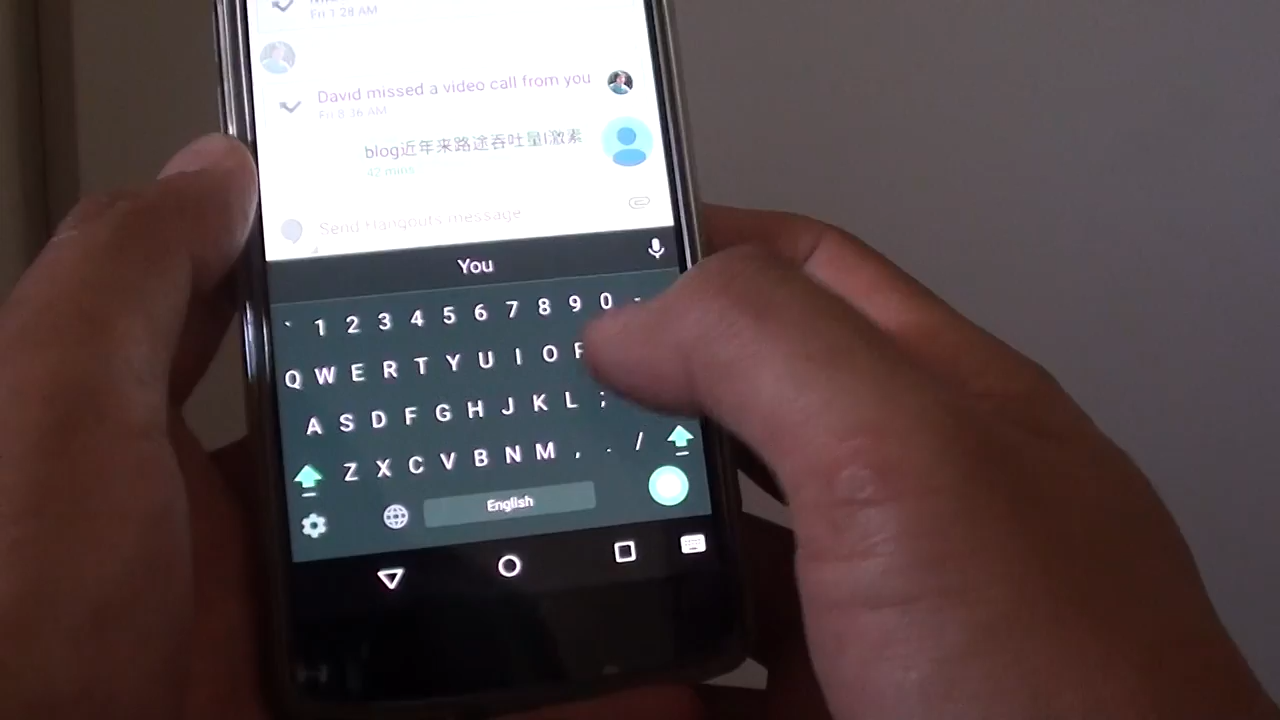 Fri 1:28 AM
David missed a video call from you
Fri 8:36 AM
blog近年来路途吞吐量I激素
42 mins
Send Hangouts message
You
` 1 2 3 4 5 6 7 8 9 0 -
Q W E R T Y U I O P
A S D F G H J K L ;
Z X C V B N M , . /
English